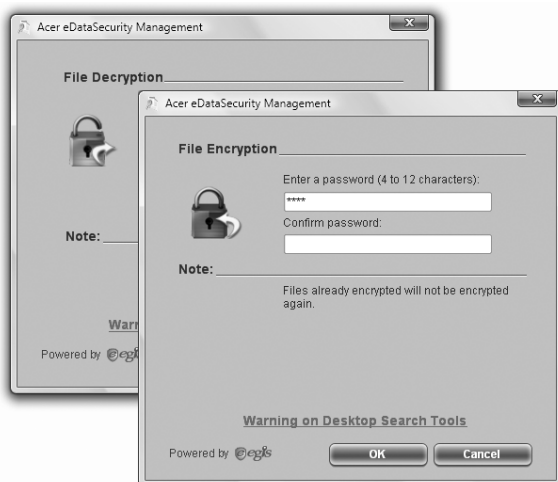 Acer eDataSecurity Management
File Decryption
Note:
Powered by egis
Acer eDataSecurity Management
File Encryption
Enter a password (4 to 12 characters):
****
Confirm password:
Note:
Files already encrypted will not be encrypted
again.
Warning on Desktop Search Tools
Powered by egis
OK
Cancel